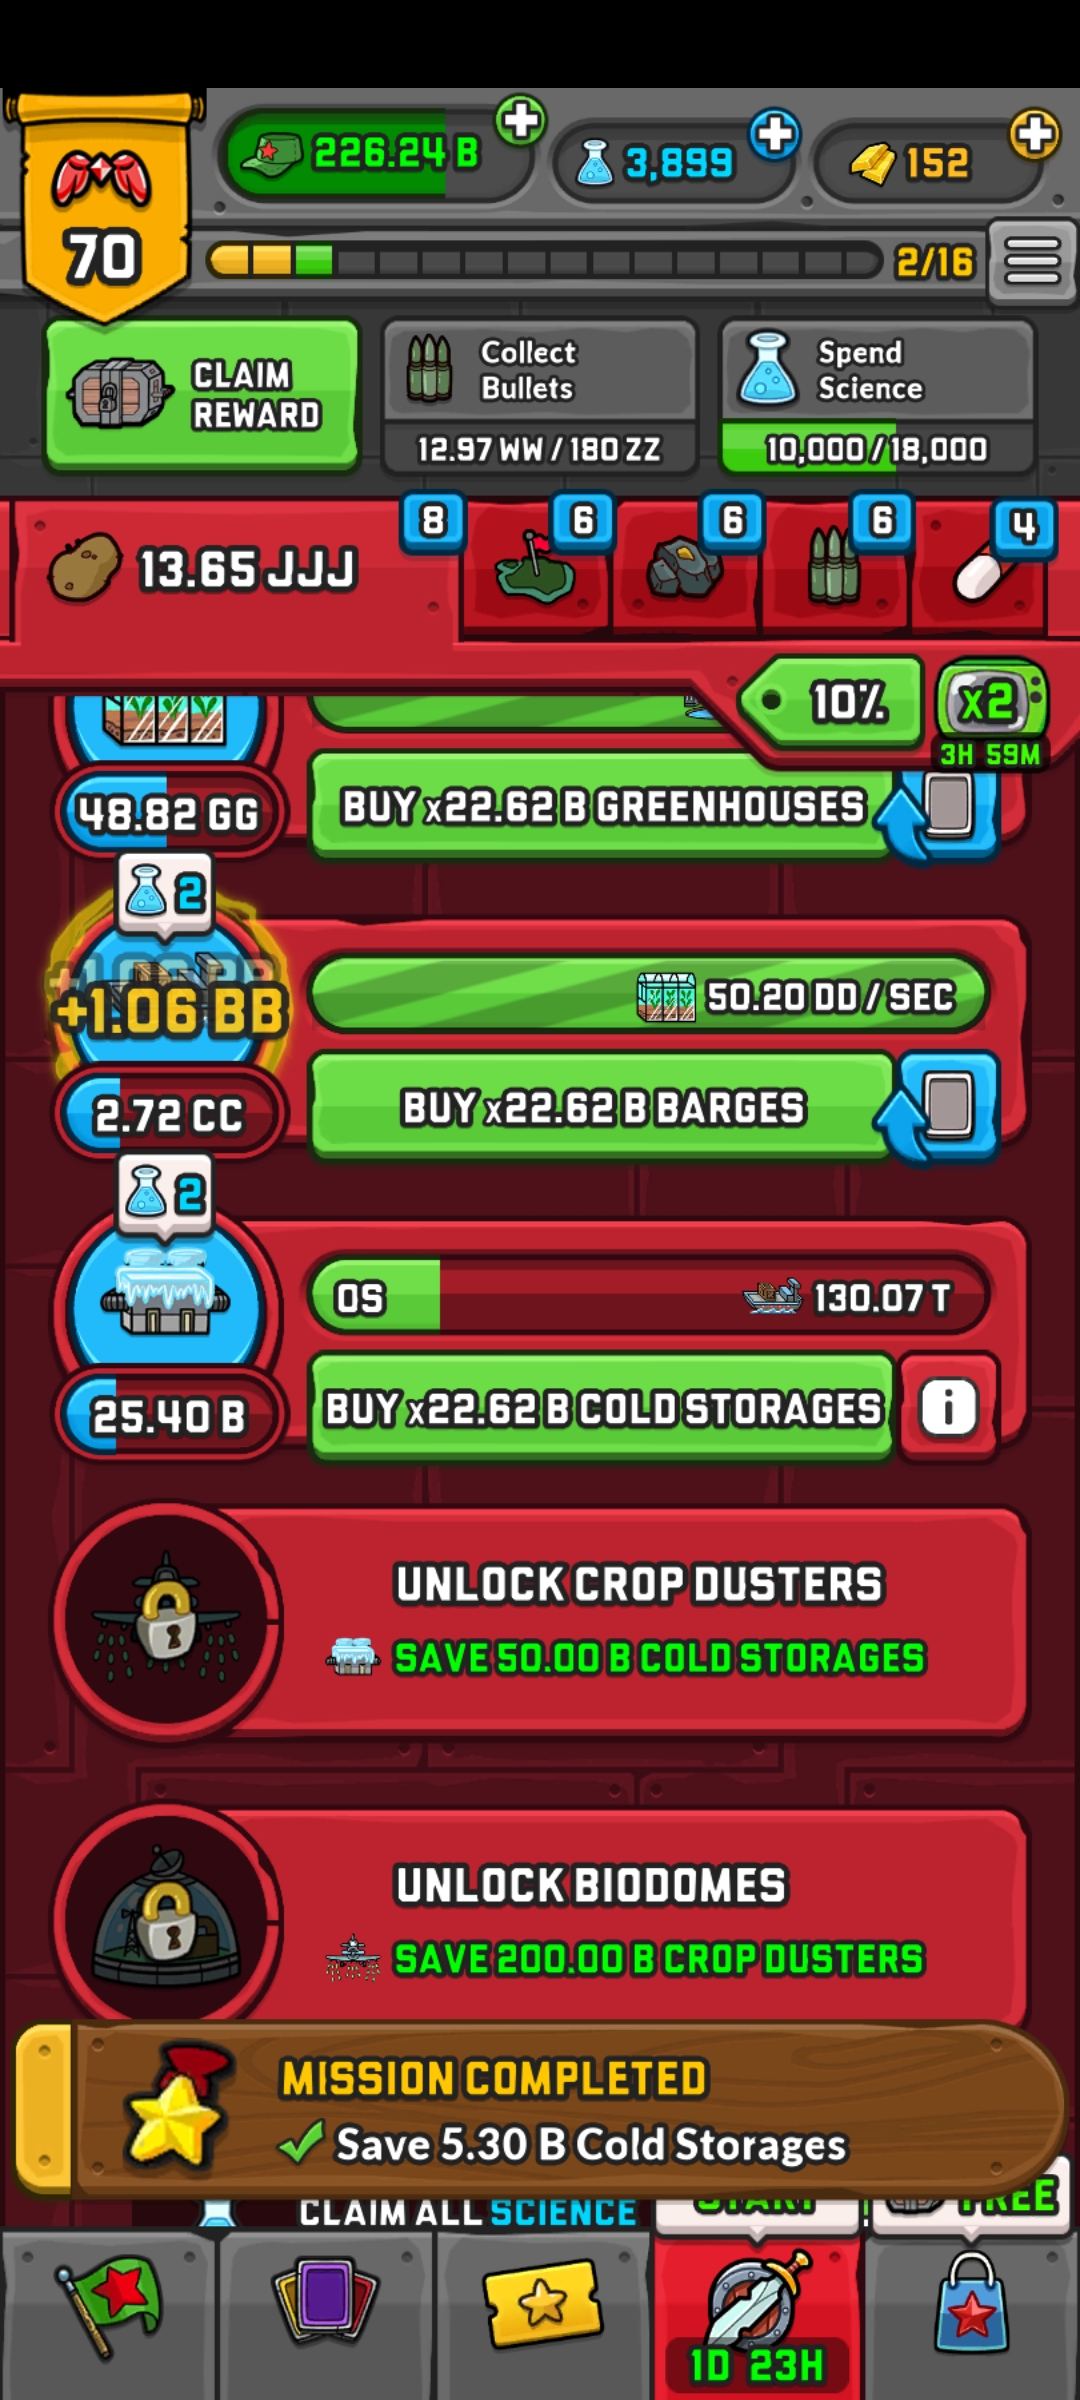 226.24 B
3,899
152
70
2/16
CLAIM
REWARD
Collect
Bullets
12.97 WW / 180 ZZ
Spend
Science
10,000 / 18,000
13.65 JJJ
8
6
6
6
4
10%
x2
3H 59M
48.82 GG
BUY x22.62 B GREENHOUSES
2
+1.06 BB
50.20 DD / SEC
2.72 CC
BUY x22.62 B BARGES
2
0S
130.07 T
25.40 B
BUY x22.62 B COLD STORAGES
i
UNLOCK CROP DUSTERS
SAVE 50.00 B COLD STORAGES
UNLOCK BIODOMES
SAVE 200.00 B CROP DUSTERS
MISSION COMPLETED
Save 5.30 B Cold Storages
CLAIM ALL SCIENCE
START
FREE
1D 23H